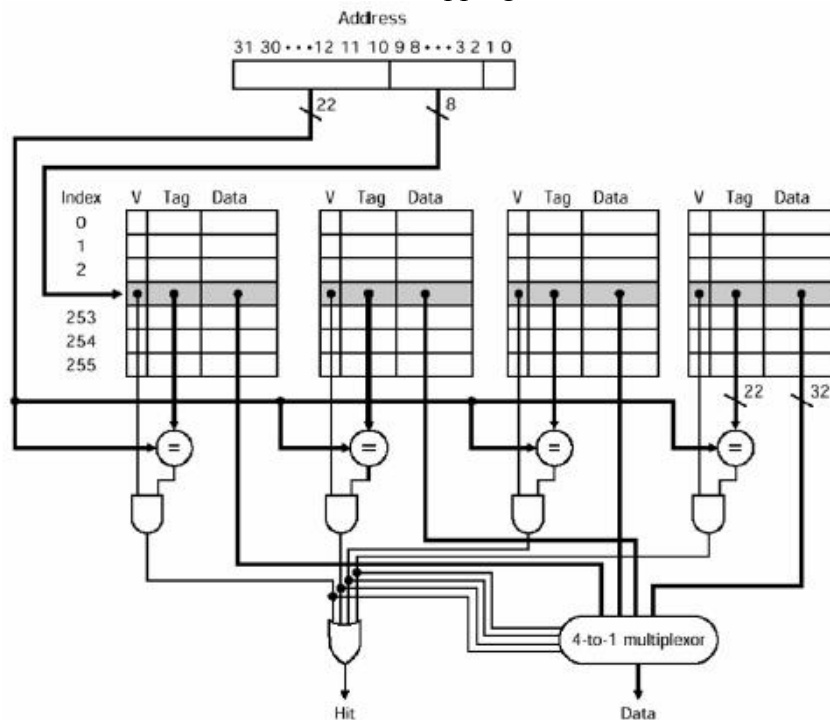 Address
31 30 • • • 12 11 10 9 8 • • • 3 2 1 0
22
8
Index V Tag Data V Tag Data V Tag Data V Tag Data
0
1
2
253
254
255
22 32
= = = =
4-to-1 multiplexor
Hit Data